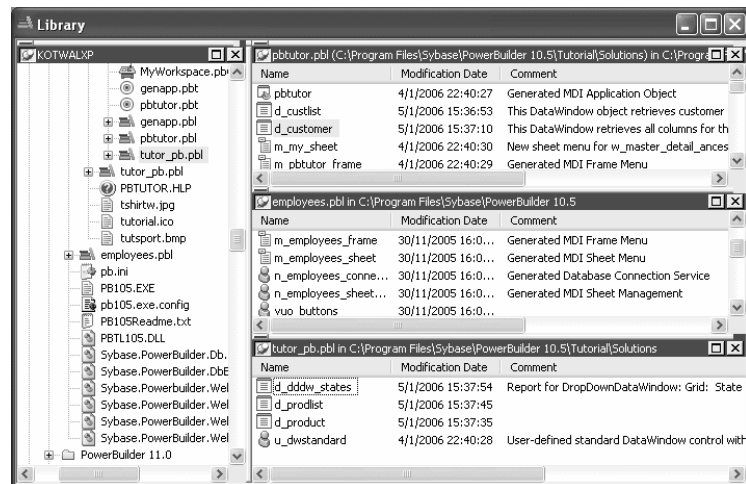 Library
KOTWALXP
MyWorkspace.pb
genapp.pbt
pbtutor.pbt
genapp.pbl
pbtutor.pbl
tutor_pb.pbl
tutor_pb.pbl
PBTUTOR.HLP
tshirtw.jpg
tutorial.ico
tutsport.bmp
employees.pbl
pb.ini
PB105.EXE
pb105.exe.config
PB105Readme.txt
PBTL105.DLL
Sybase.PowerBuilder.Db.
Sybase.PowerBuilder.DbE
Sybase.PowerBuilder.Wel
Sybase.PowerBuilder.Wel
Sybase.PowerBuilder.Wel
Sybase.PowerBuilder.Wel
PowerBuilder 11.0
pbtutor.pbl (C:\Program Files\Sybase\PowerBuilder 10.5\Tutorial\Solutions) in C:\Progra
Name Modification Date Comment
pbtutor 4/1/2006 22:40:27 Generated MDI Application Object
d_custlist 5/1/2006 15:36:53 This DataWindow object retrieves customer
d_customer 5/1/2006 15:37:10 This DataWindow retrieves all columns for th
m_my_sheet 4/1/2006 22:40:30 New sheet menu for w_master_detail_ances
m_pbtutor_frame 4/1/2006 22:40:29 Generated MDI Frame Menu
employees.pbl in C:\Program Files\Sybase\PowerBuilder 10.5
Name Modification Date Comment
m_employees_frame 30/11/2005 16:0... Generated MDI Frame Menu
m_employees_sheet 30/11/2005 16:0... Generated MDI Sheet Menu
n_employees_conne... 30/11/2005 16:0... Generated Database Connection Service
n_employees_sheet... 30/11/2005 16:0... Generated MDI Sheet Management
vuo_buttons 30/11/2005 16:0...
tutor_pb.pbl in C:\Program Files\Sybase\PowerBuilder 10.5\Tutorial\Solutions
Name Modification Date Comment
d_dddw_states 5/1/2006 15:37:54 Report for DropDownDataWindow: Grid: State
d_prodlist 5/1/2006 15:37:45
d_product 5/1/2006 15:37:35
u_dwstandard 4/1/2006 22:40:28 User-defined standard DataWindow control with